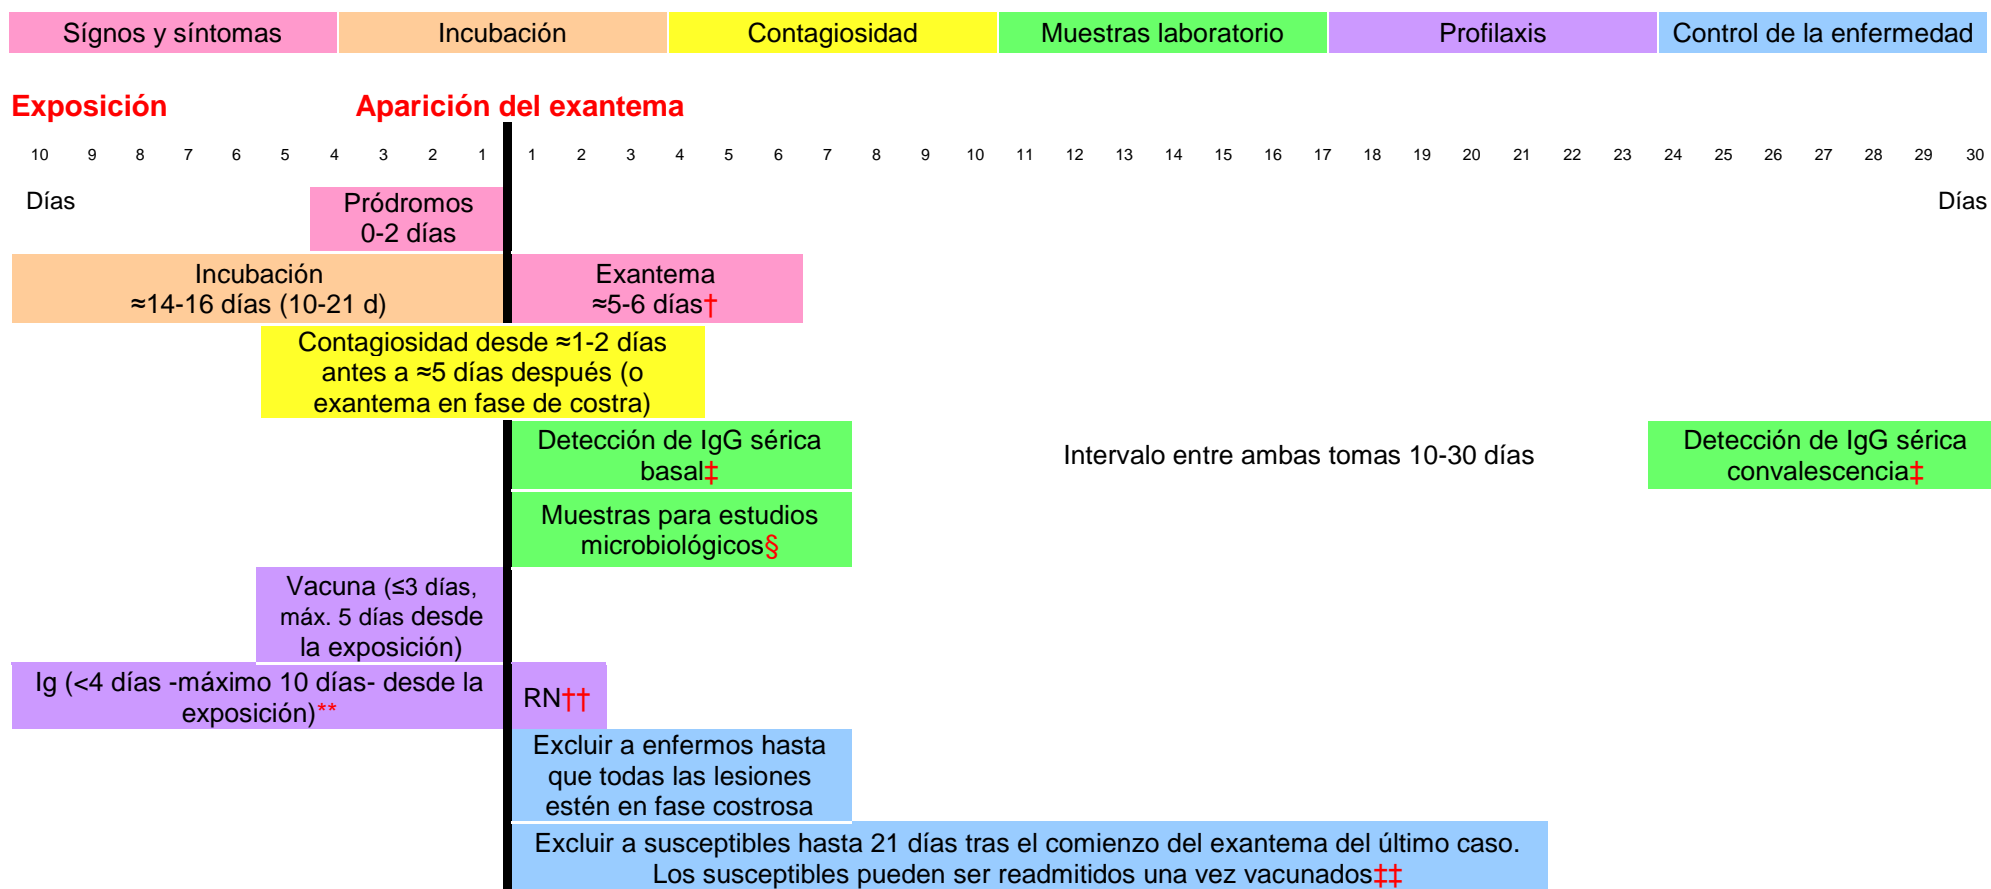 Sígnos y síntomas Incubación Contagiosidad Muestras laboratorio Profilaxis Control de la enfermedad
Exposición Aparición del exantema
10 9 8 7 6 5 4 3 2 1 1 2 3 4 5 6 7 8 9 10 11 12 13 14 15 16 17 18 19 20 21 22 23 24 25 26 27 28 29 30
Días Días
Pródromos
0-2 días
Incubación
≈14-16 días (10-21 d)
Exantema
≈5-6 días†
Contagiosidad desde ≈1-2 días
antes a ≈5 días después (o
exantema en fase de costra)
Detección de IgG sérica
basal‡
Intervalo entre ambas tomas 10-30 días
Detección de IgG sérica
convalescencia‡
Muestras para estudios
microbiológicos§
Vacuna (≤3 días,
máx. 5 días desde
la exposición)
Ig (<4 días -máximo 10 días- desde la
exposición)**
RN††
Excluir a enfermos hasta
que todas las lesiones
estén en fase costrosa
Excluir a susceptibles hasta 21 días tras el comienzo del exantema del último caso.
Los susceptibles pueden ser readmitidos una vez vacunados‡‡